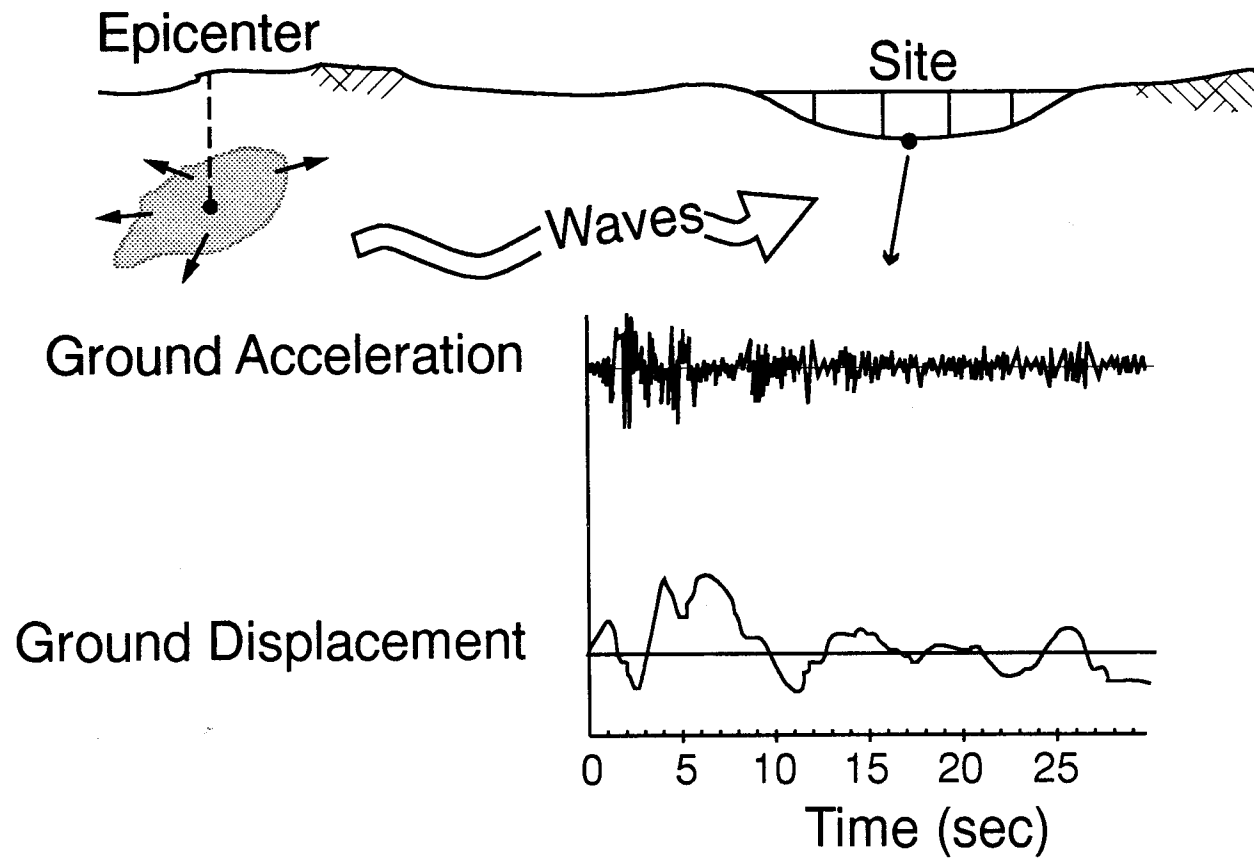 Epicenter
Site
Waves
Ground Acceleration
Ground Displacement
0 5 10 15 20 25
Time (sec)